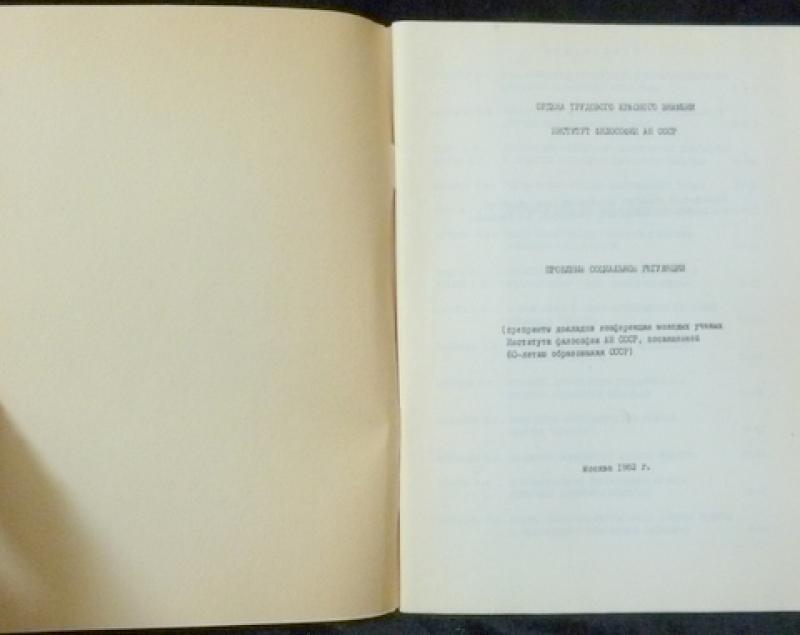 ОРДЕНА ТРУДОВОГО КРАСНОГО ЗНАМЕНИ
ИНСТИТУТ ФИЛОСОФИИ АН СССР
ПРОБЛЕМЫ СОЦИАЛЬНОЙ РЕГУЛЯЦИИ
(препринты докладов конференции молодых ученых
Института философии АН СССР, посвященной
60-летию образования СССР)
Москва 1982 г.